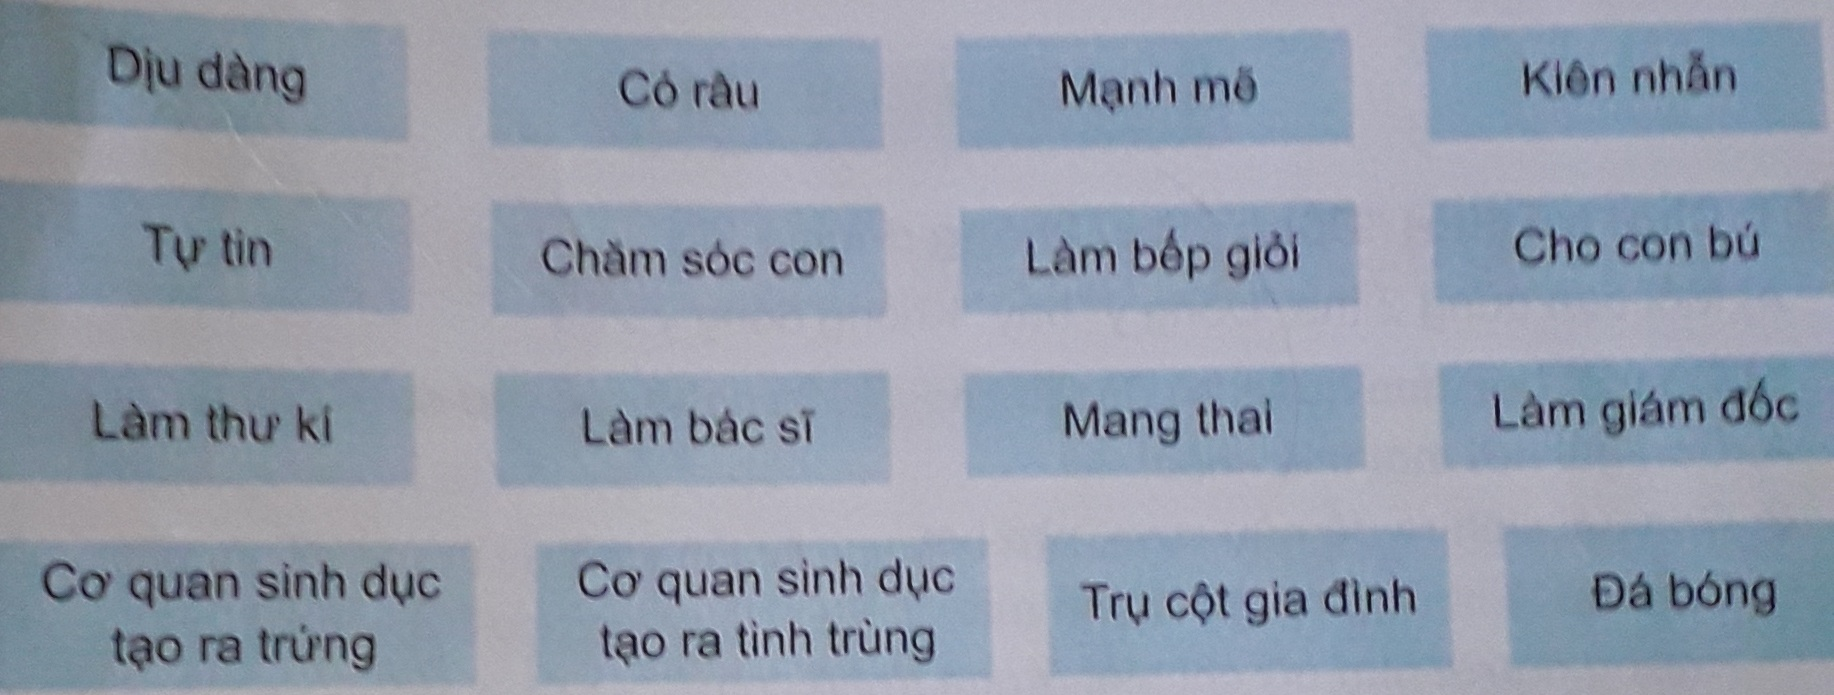 Dịu dàng
Có râu
Mạnh mẽ
Kiên nhẫn
Tự tin
Chăm sóc con
Làm bếp giỏi
Cho con bú
Làm thư kí
Làm bác sĩ
Mang thai
Làm giám đốc
Cơ quan sinh dục
tạo ra trứng
Cơ quan sinh dục
tạo ra tinh trùng
Trụ cột gia đình
Đá bóng